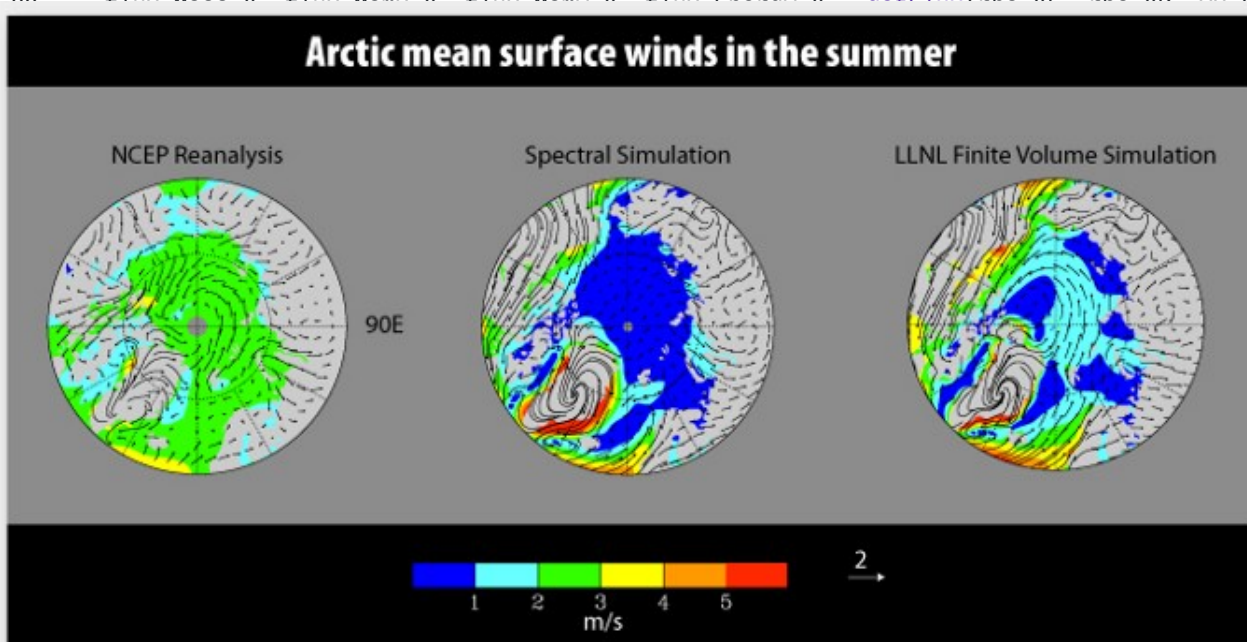 Arctic mean surface winds in the summer
NCEP Reanalysis
Spectral Simulation
LLNL Finite Volume Simulation
90E
2
1 2 3 4 5
m/s